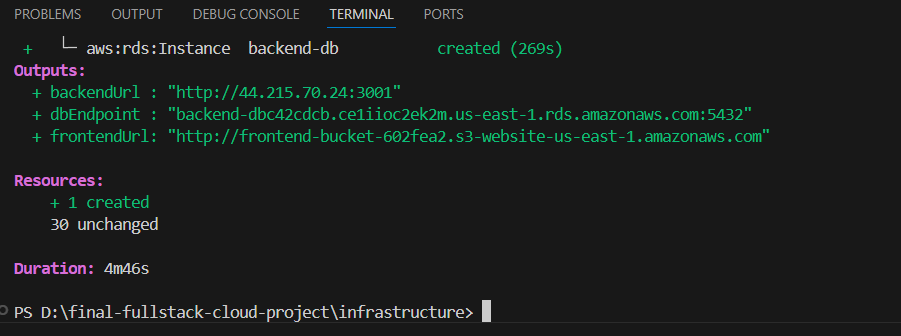 PROBLEMS OUTPUT DEBUG CONSOLE TERMINAL PORTS
+ └─ aws:rds:Instance backend-db created (269s)
Outputs:
+ backendUrl : "http://44.215.70.24:3001"
+ dbEndpoint : "backend-dbc42cdcb.ce1iioc2ek2m.us-east-1.rds.amazonaws.com:5432"
+ frontendUrl: "http://frontend-bucket-602fea2.s3-website-us-east-1.amazonaws.com"
Resources:
+ 1 created
30 unchanged
Duration: 4m46s
PS D:\final-fullstack-cloud-project\infrastructure>